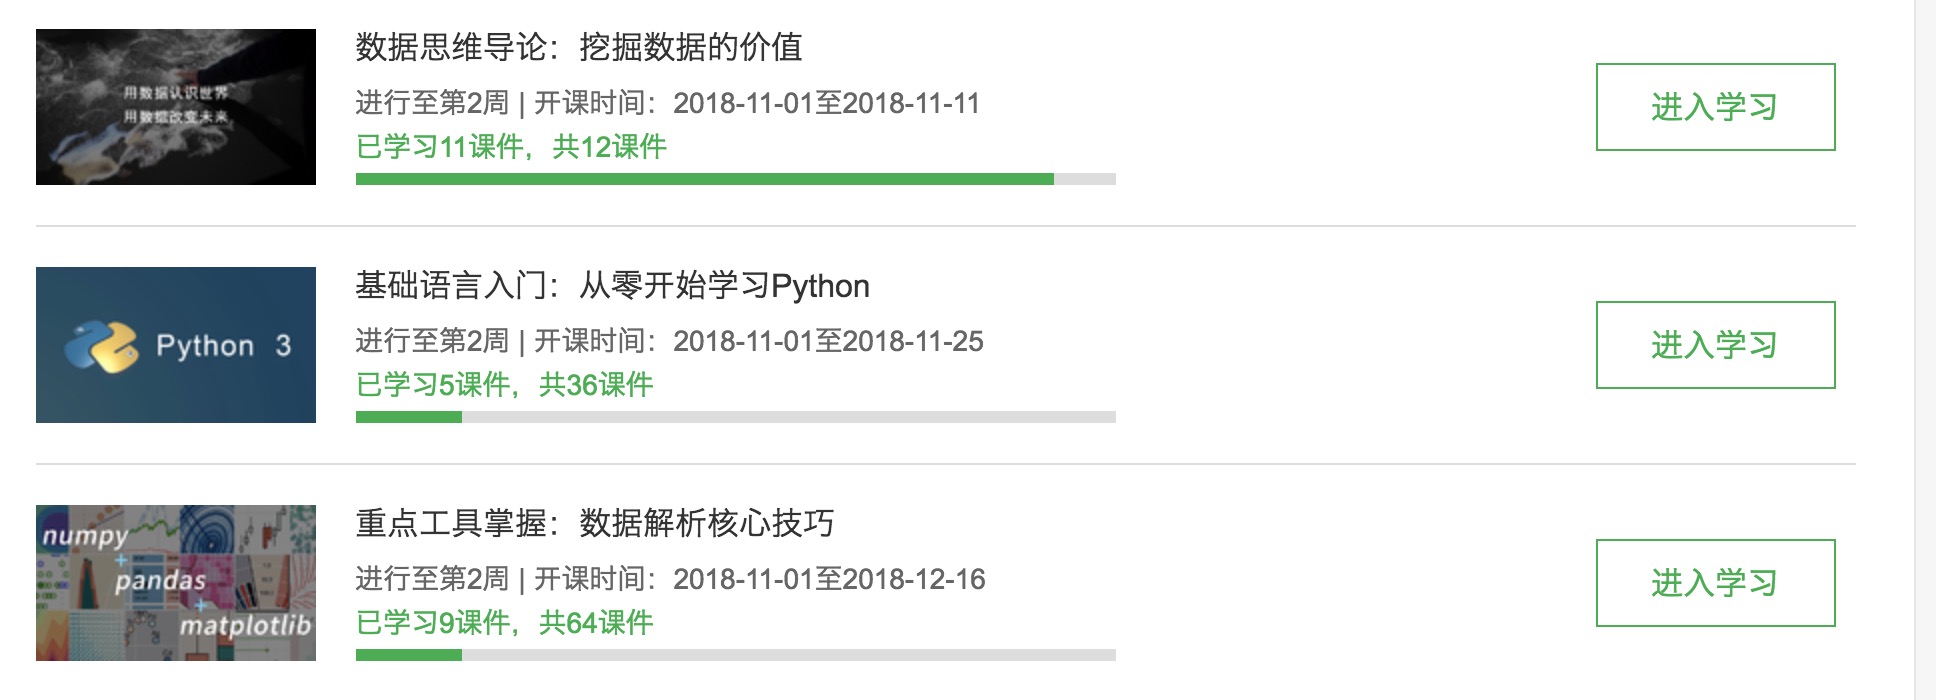 用数据认识世界
用数据改变未来
数据思维导论：挖掘数据的价值
进行至第2周 | 开课时间：2018-11-01至2018-11-11
已学习11课件，共12课件
进入学习
Python 3
基础语言入门：从零开始学习Python
进行至第2周 | 开课时间：2018-11-01至2018-11-25
已学习5课件，共36课件
进入学习
numpy
+
pandas
+
matplotlib
重点工具掌握：数据解析核心技巧
进行至第2周 | 开课时间：2018-11-01至2018-12-16
已学习9课件，共64课件
进入学习